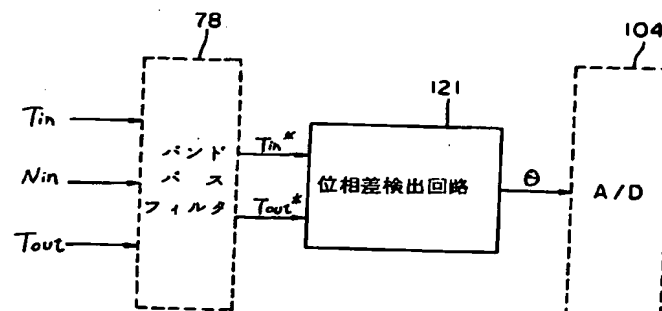 78
104
121
Tin
Nin
Tout
バンド
パス
フィルタ
Tin*
Tout*
位相差検出回路
θ
A/D